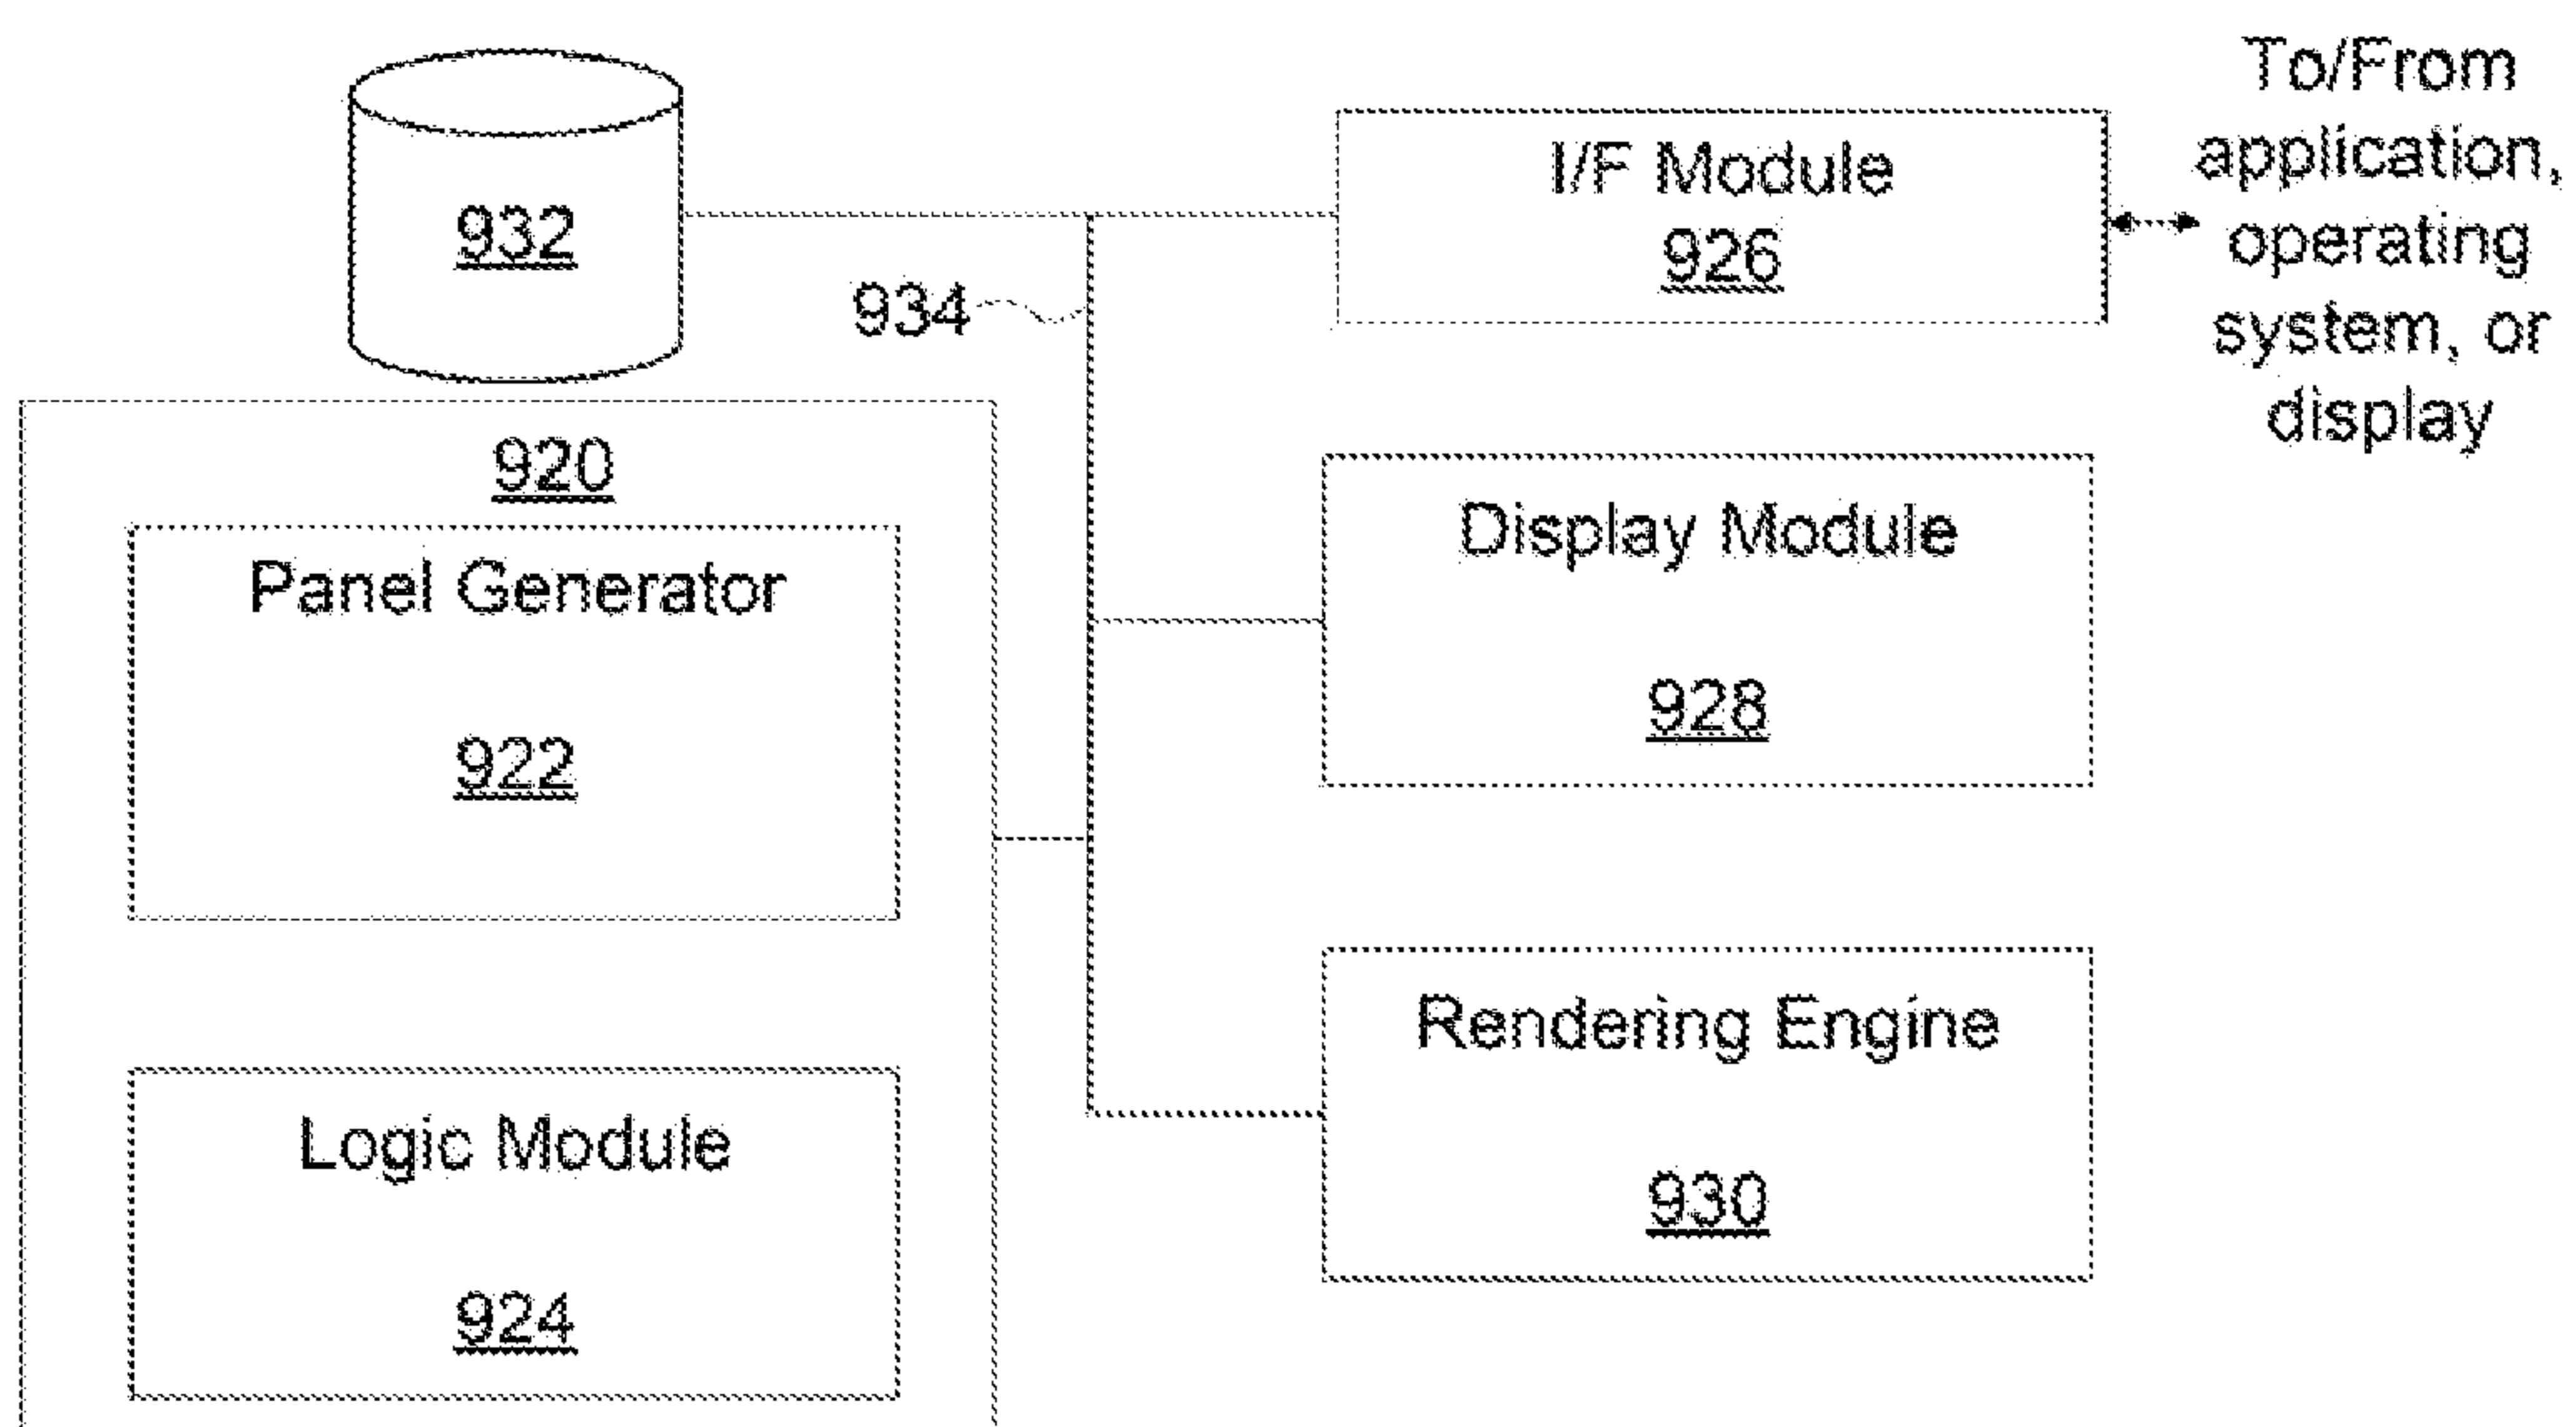 932
934
I/F Module
926
To/From
application,
operating
system, or
display
920
Panel Generator
922
Logic Module
924
Display Module
928
Rendering Engine
930